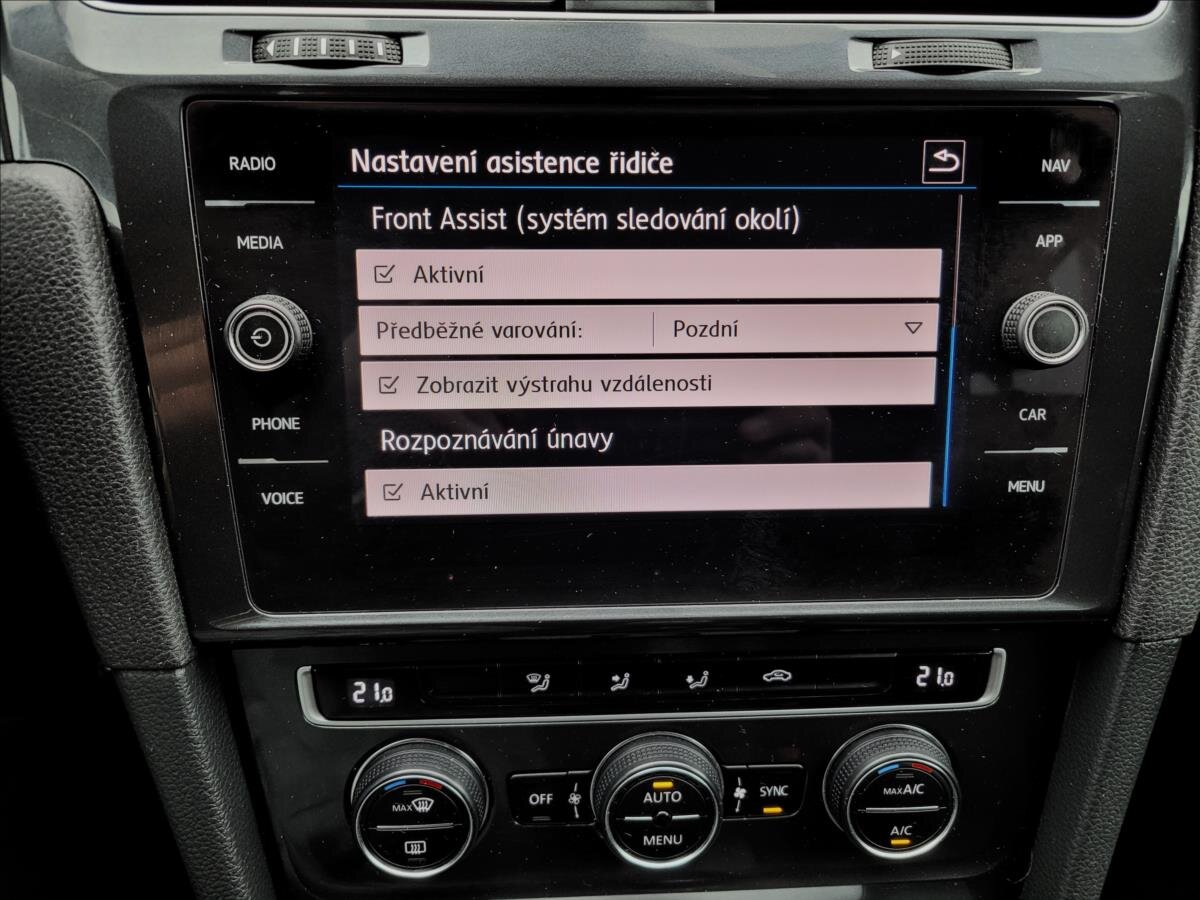 RADIO
MEDIA
PHONE
VOICE
Nastavení asistence řidiče
Front Assist (systém sledování okolí)
Aktivní
Předběžné varování: Pozdní
Zobrazit výstrahu vzdálenosti
Rozpoznávání únavy
Aktivní
NAV
APP
CAR
MENU
21.0
21.0
MAX
OFF
AUTO
MENU
SYNC
MAX A/C
A/C